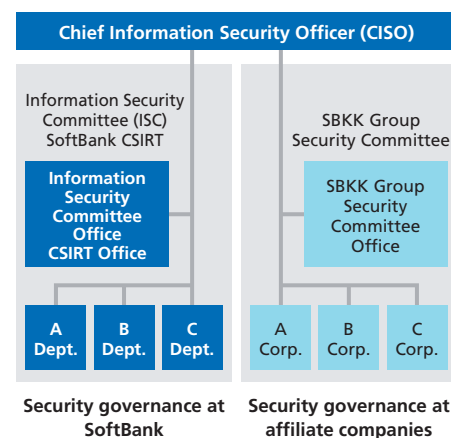 Chief Information Security Officer (CISO)
Information Security
Committee (ISC)
SoftBank CSIRT
Information
Security
Committee
Office
CSIRT Office
A
Dept.
B
Dept.
C
Dept.
Security governance at
SoftBank
SBKK Group
Security Committee
SBKK Group
Security
Committee
Office
A
Corp.
B
Corp.
C
Corp.
Security governance at
affiliate companies